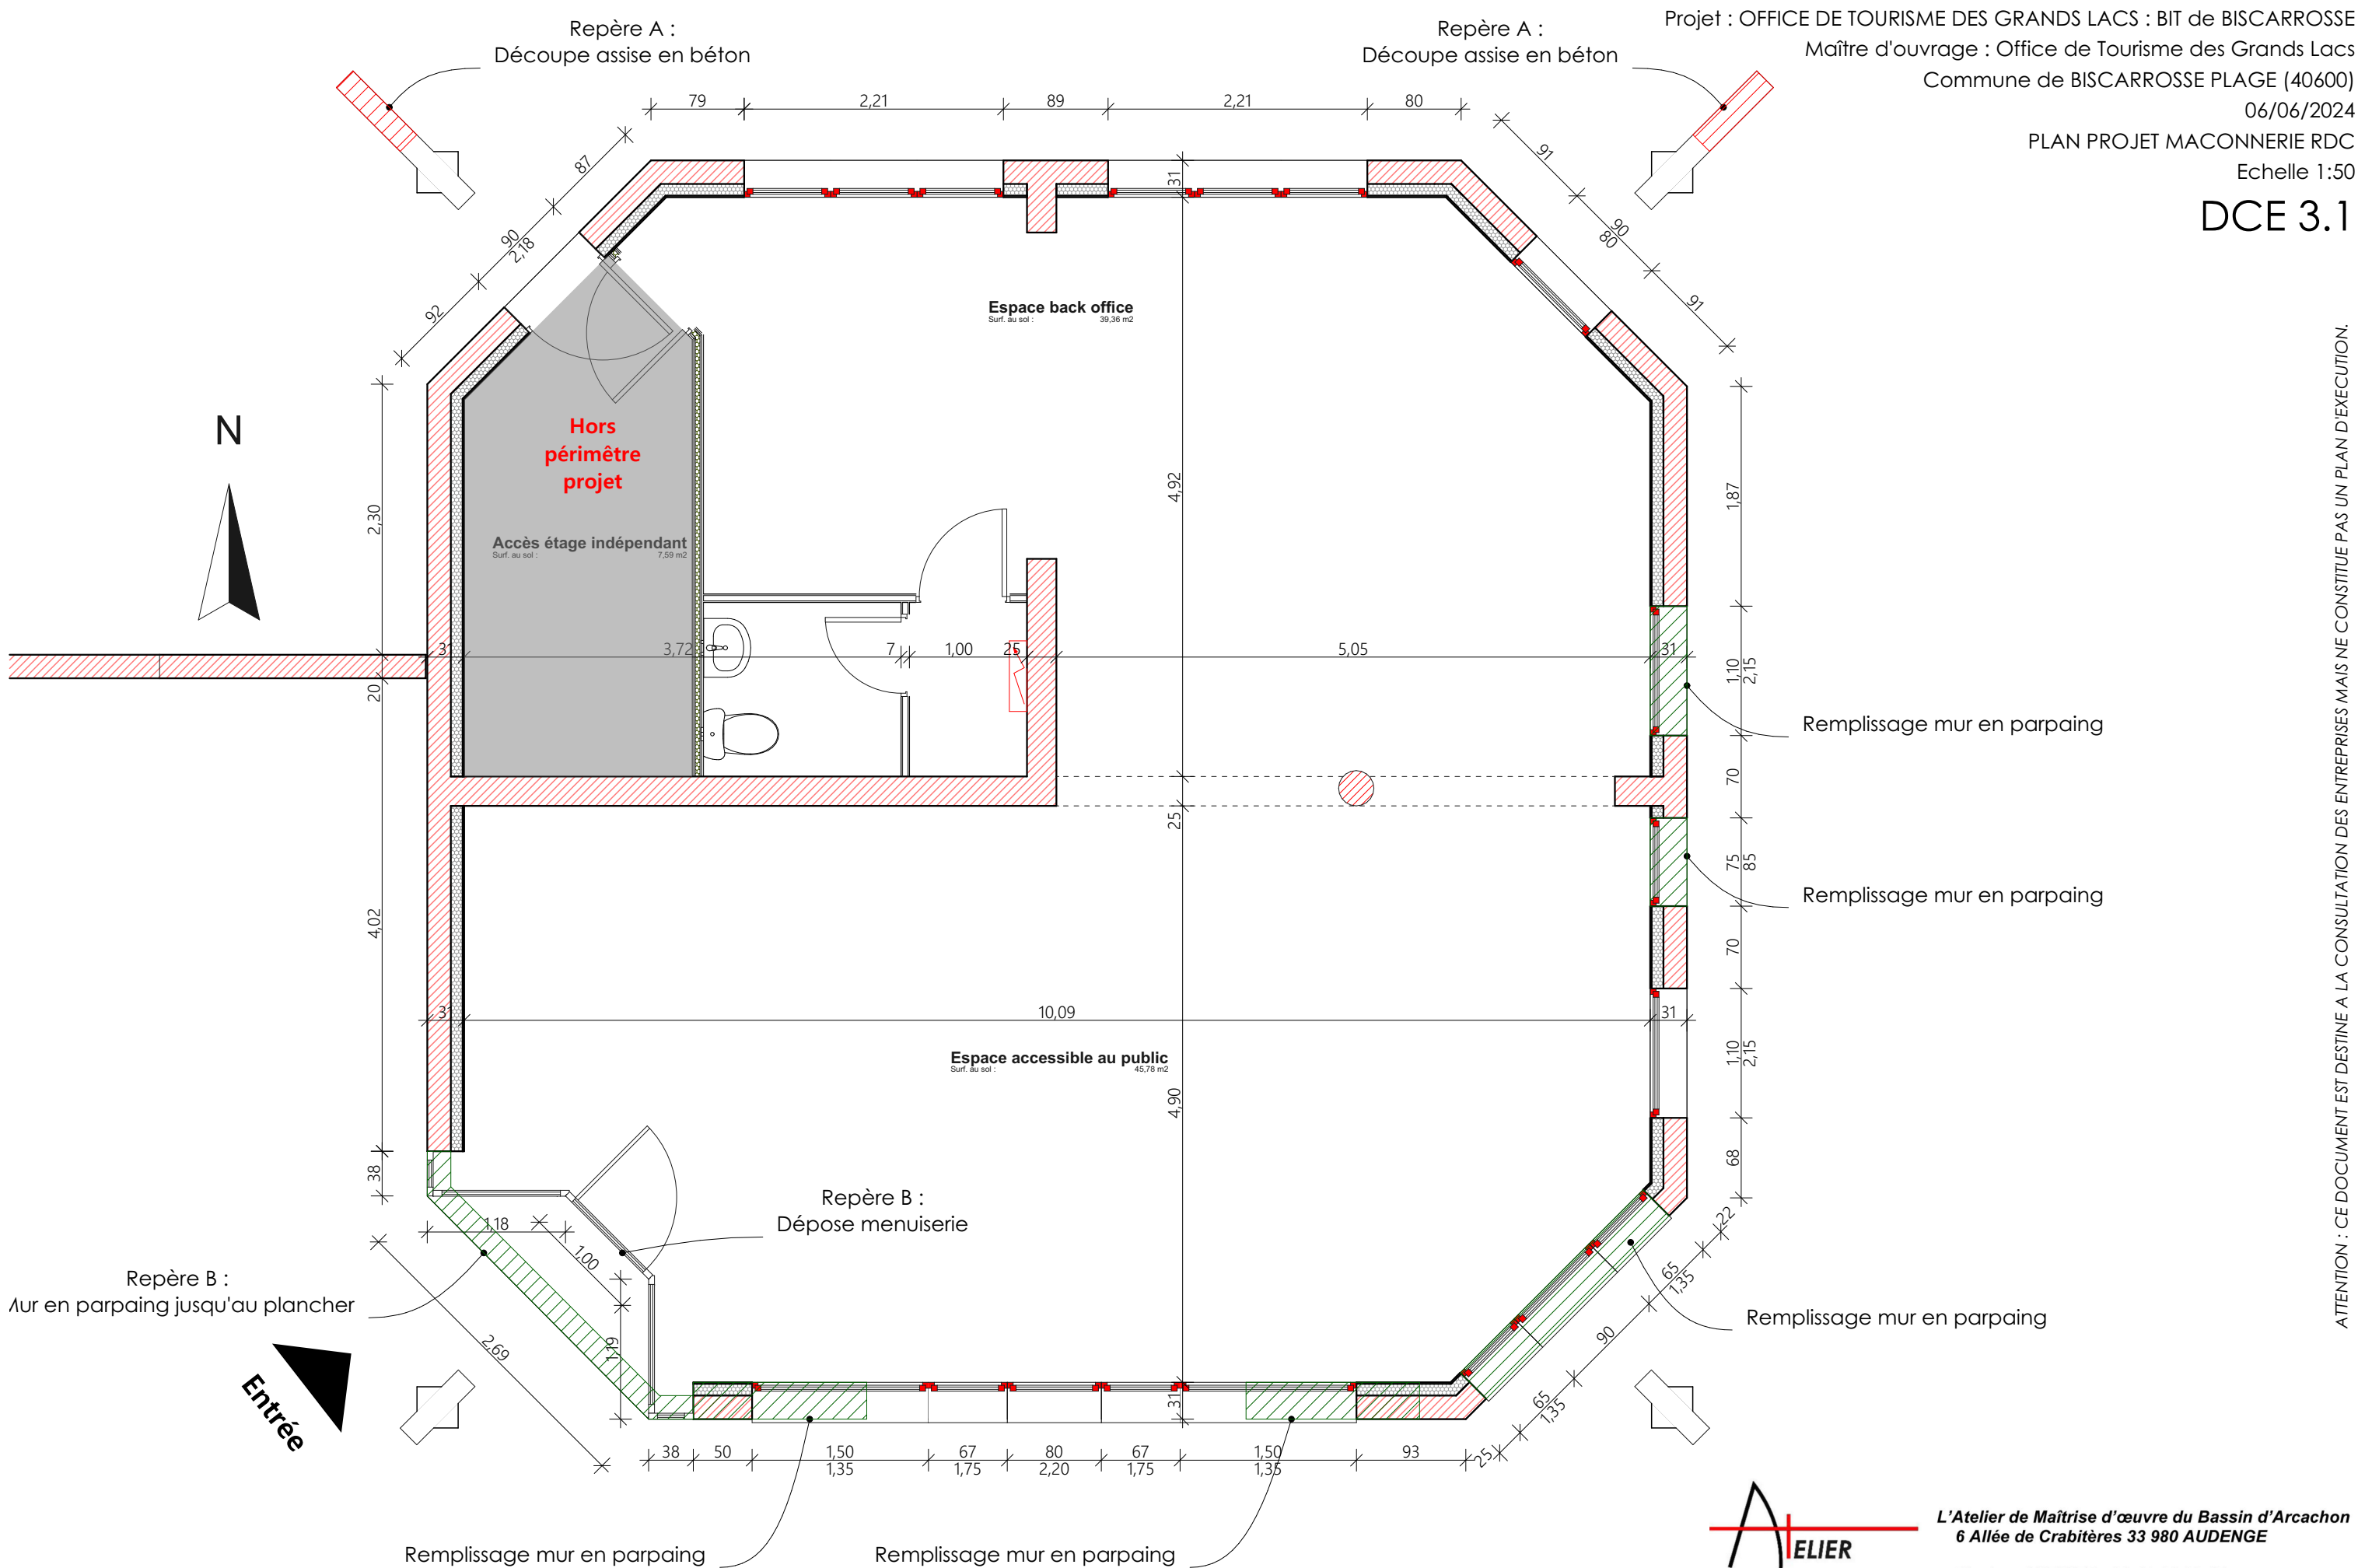 Projet : OFFICE DE TOURISME DES GRANDS LACS : BIT de BISCARROSSE
Maître d'ouvrage : Office de Tourisme des Grands Lacs
Commune de BISCARROSSE PLAGE (40600)
06/06/2024
PLAN PROJET MACONNERIE RDC
Echelle 1:50
DCE 3.1
Repère A :
Découpe assise en béton
Repère A :
Découpe assise en béton
79
2,21
89
2,21
80
87
90
2,18
92
91
90
80
91
31
Espace back office
Surf. au sol :
39,36 m2
N
Hors
périmêtre
projet
Accès étage indépendant
Surf. au sol :
7,59 m2
2,30
20
4,02
38
4,92
1,87
31
3,72
7
1,00
25
5,05
31
1,10
2,15
Remplissage mur en parpaing
70
25
75
85
Remplissage mur en parpaing
70
31
10,09
31
1,10
2,15
Espace accessible au public
Surf. au sol :
45,78 m2
4,90
68
22
Repère B :
Dépose menuiserie
1,18
1,00
1,29
2,69
Repère B :
Mur en parpaing jusqu'au plancher
Entrée
65
1,35
90
65
1,35
25
Remplissage mur en parpaing
31
38
50
1,50
1,35
67
1,75
80
2,20
67
1,75
1,50
1,35
93
Remplissage mur en parpaing
Remplissage mur en parpaing
ATTENTION : CE DOCUMENT EST DESTINE A LA CONSULTATION DES ENTREPRISES MAIS NE CONSTITUE PAS UN PLAN D'EXECUTION.
ATELIER
L'Atelier de Maîtrise d'œuvre du Bassin d'Arcachon
6 Allée de Crabitères 33 980 AUDENGE